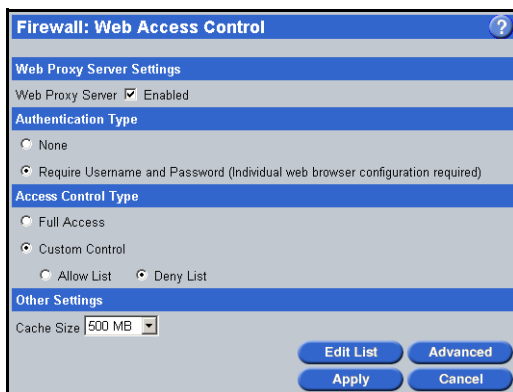 Firewall: Web Access Control
?
Web Proxy Server Settings
Web Proxy Server Enabled
Authentication Type
None
Require Username and Password (Individual web browser configuration required)
Access Control Type
Full Access
Custom Control
Allow List Deny List
Other Settings
Cache Size 500 MB
Edit List Advanced
Apply Cancel